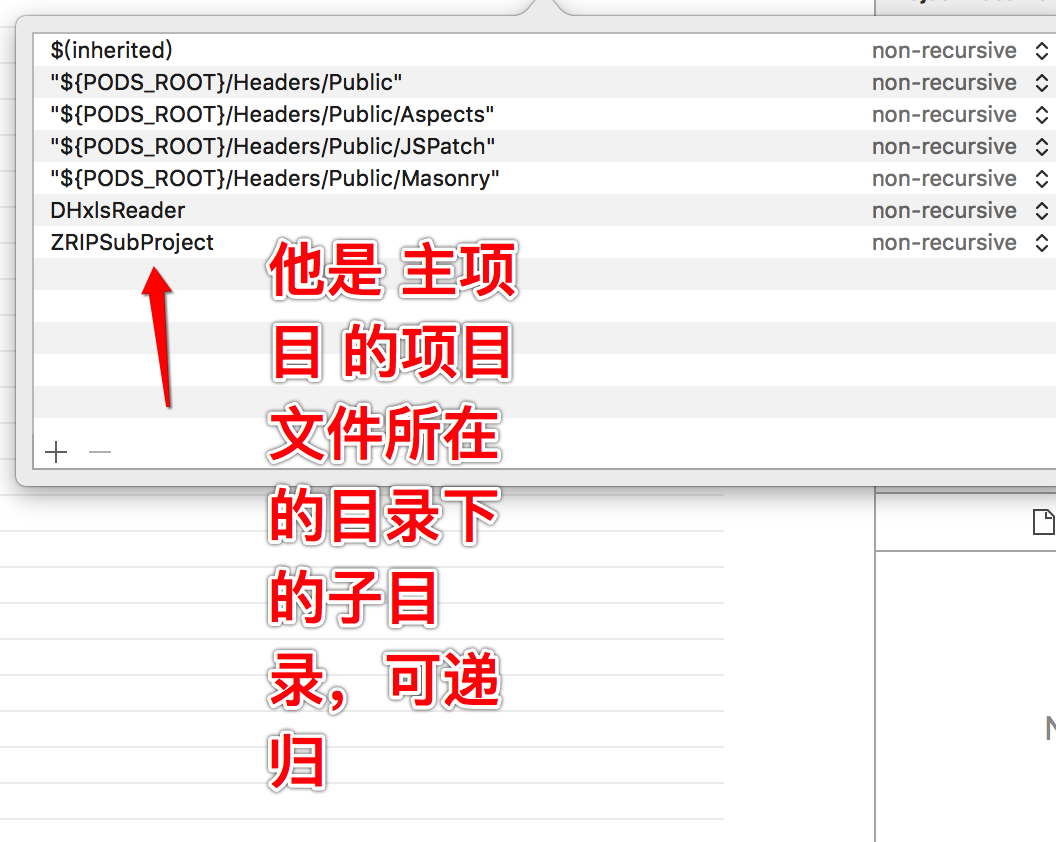 $(inherited) non-recursive
"${PODS_ROOT}/Headers/Public" non-recursive
"${PODS_ROOT}/Headers/Public/Aspects" non-recursive
"${PODS_ROOT}/Headers/Public/JSPatch" non-recursive
"${PODS_ROOT}/Headers/Public/Masonry" non-recursive
DHxlsReader non-recursive
ZRIPSubProject non-recursive
他是 主项
目 的项目
文件所在
的目录下
的子目
录，可递
归